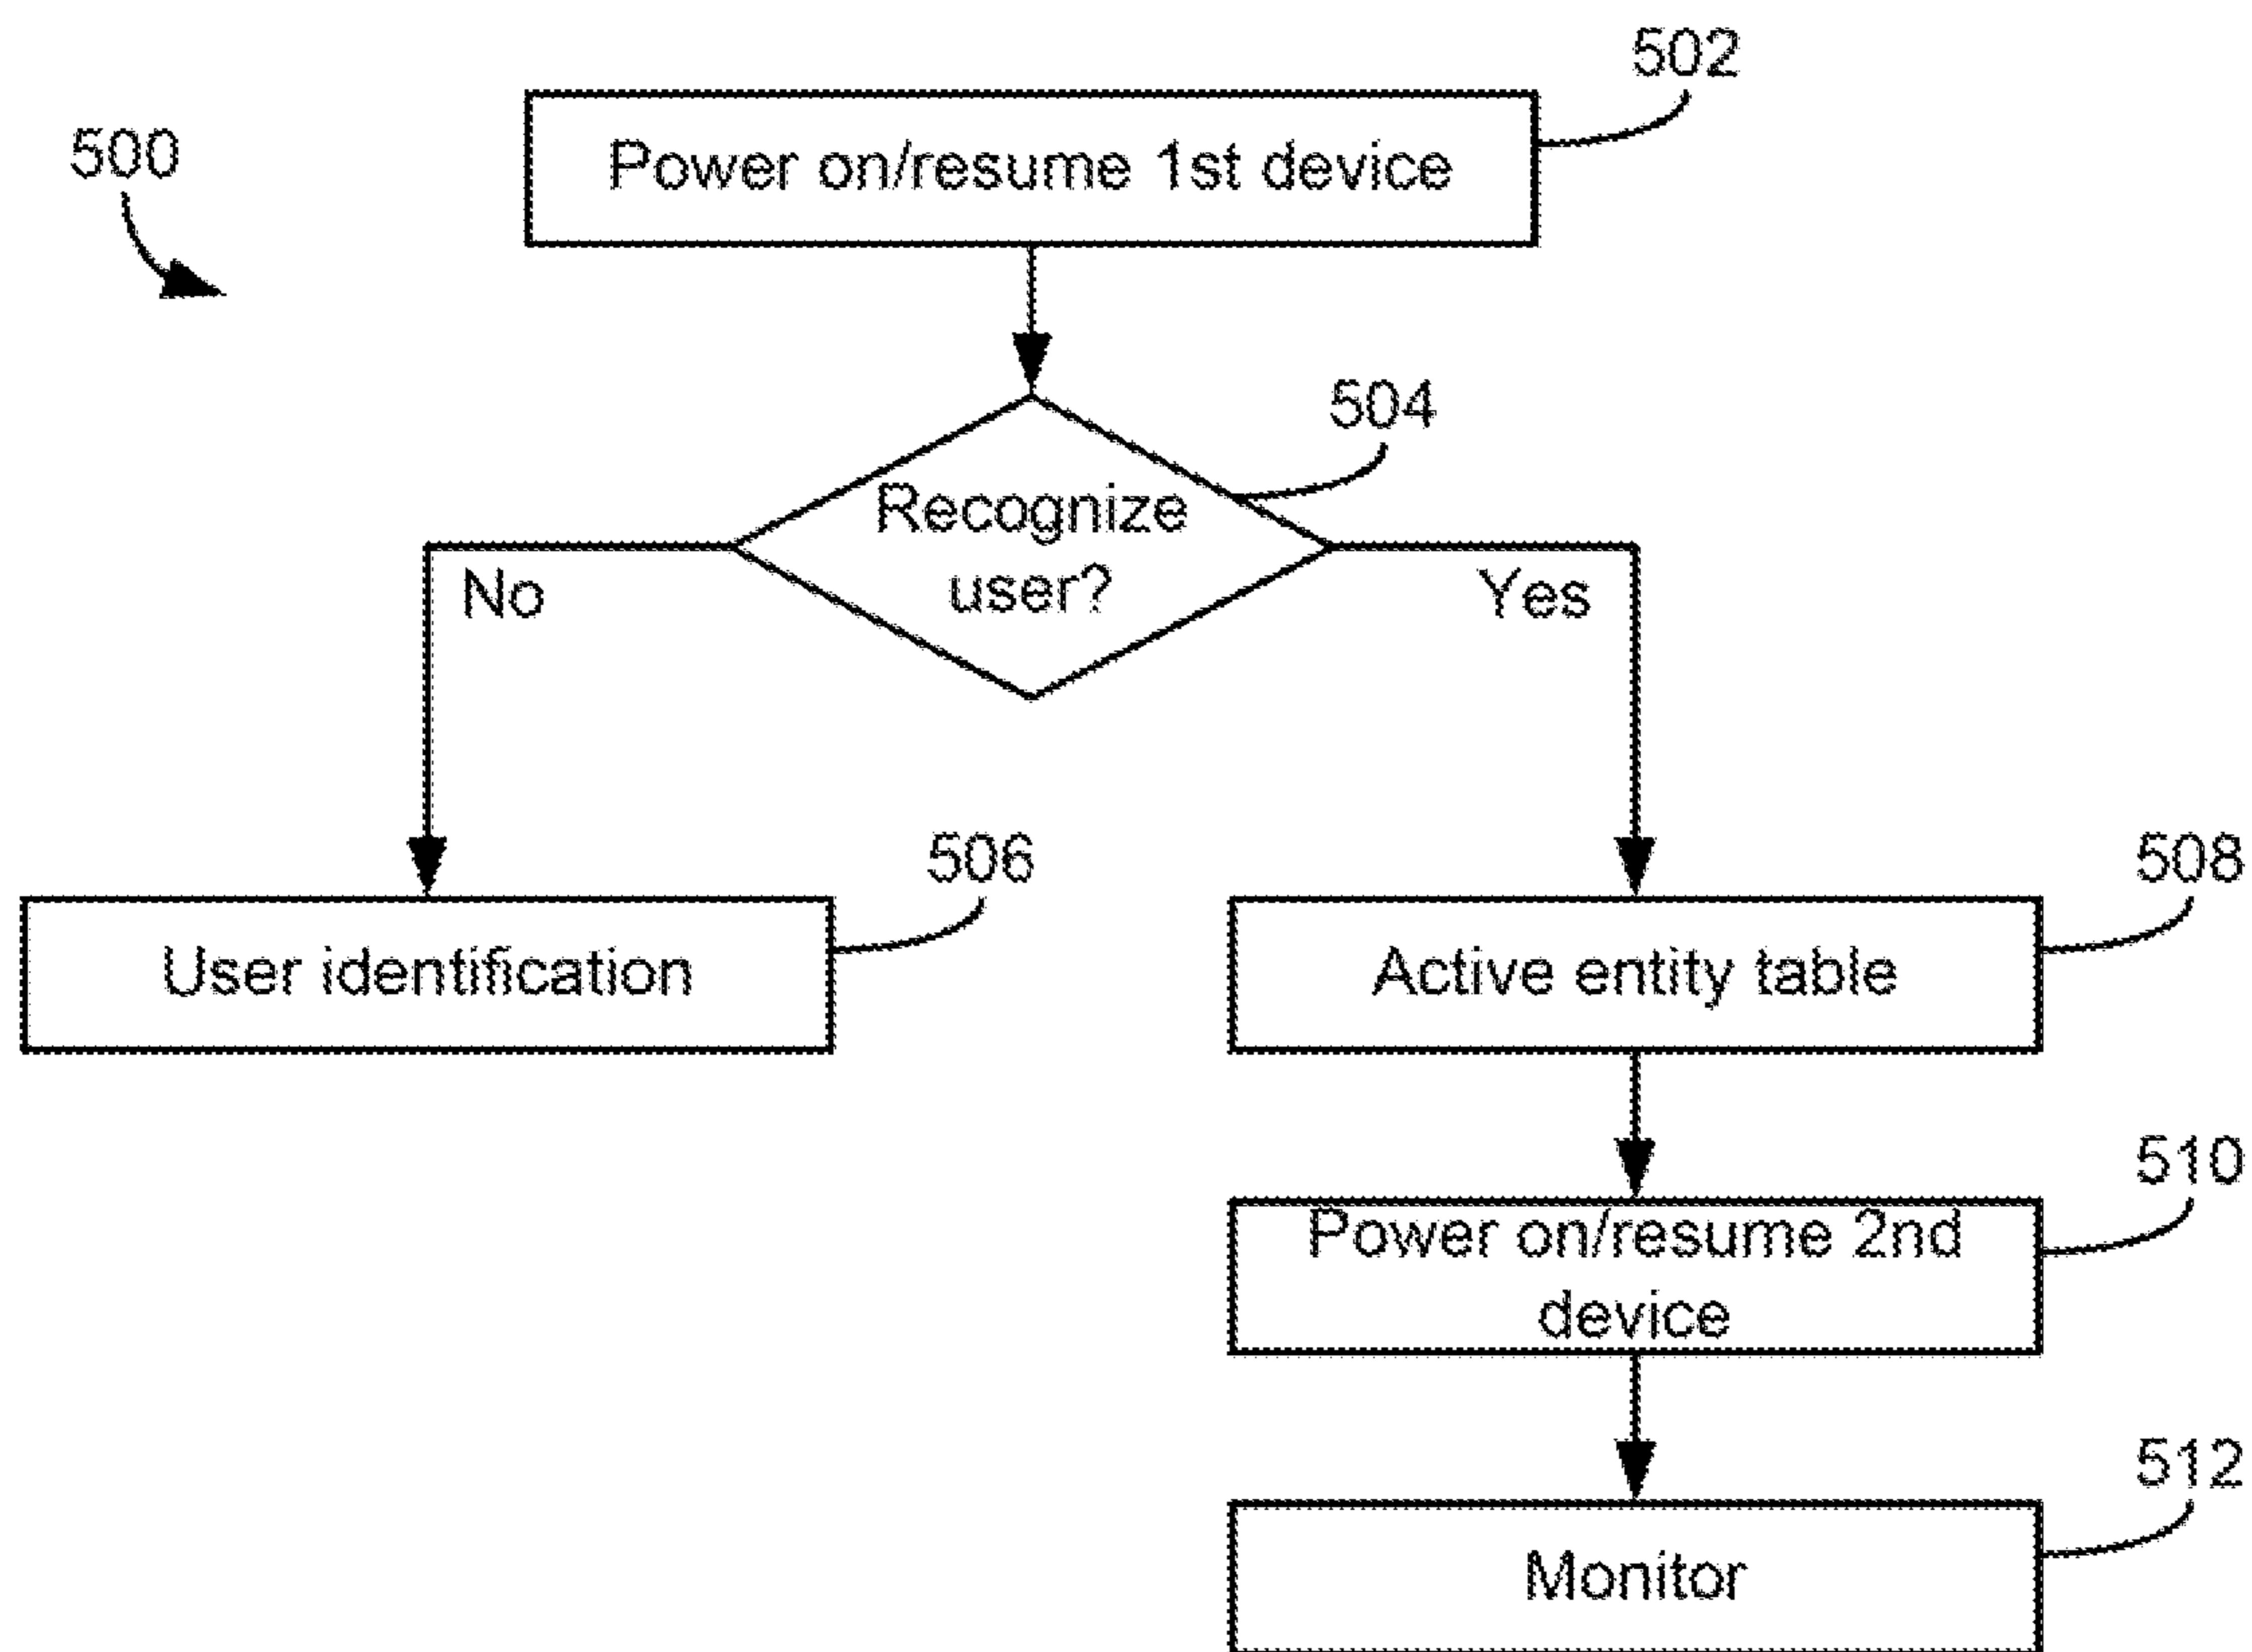 502
500
Power on/resume 1st device
504
Recognize
user?
No
Yes
506
508
User identification
Active entity table
510
Power on/resume 2nd
device
512
Monitor